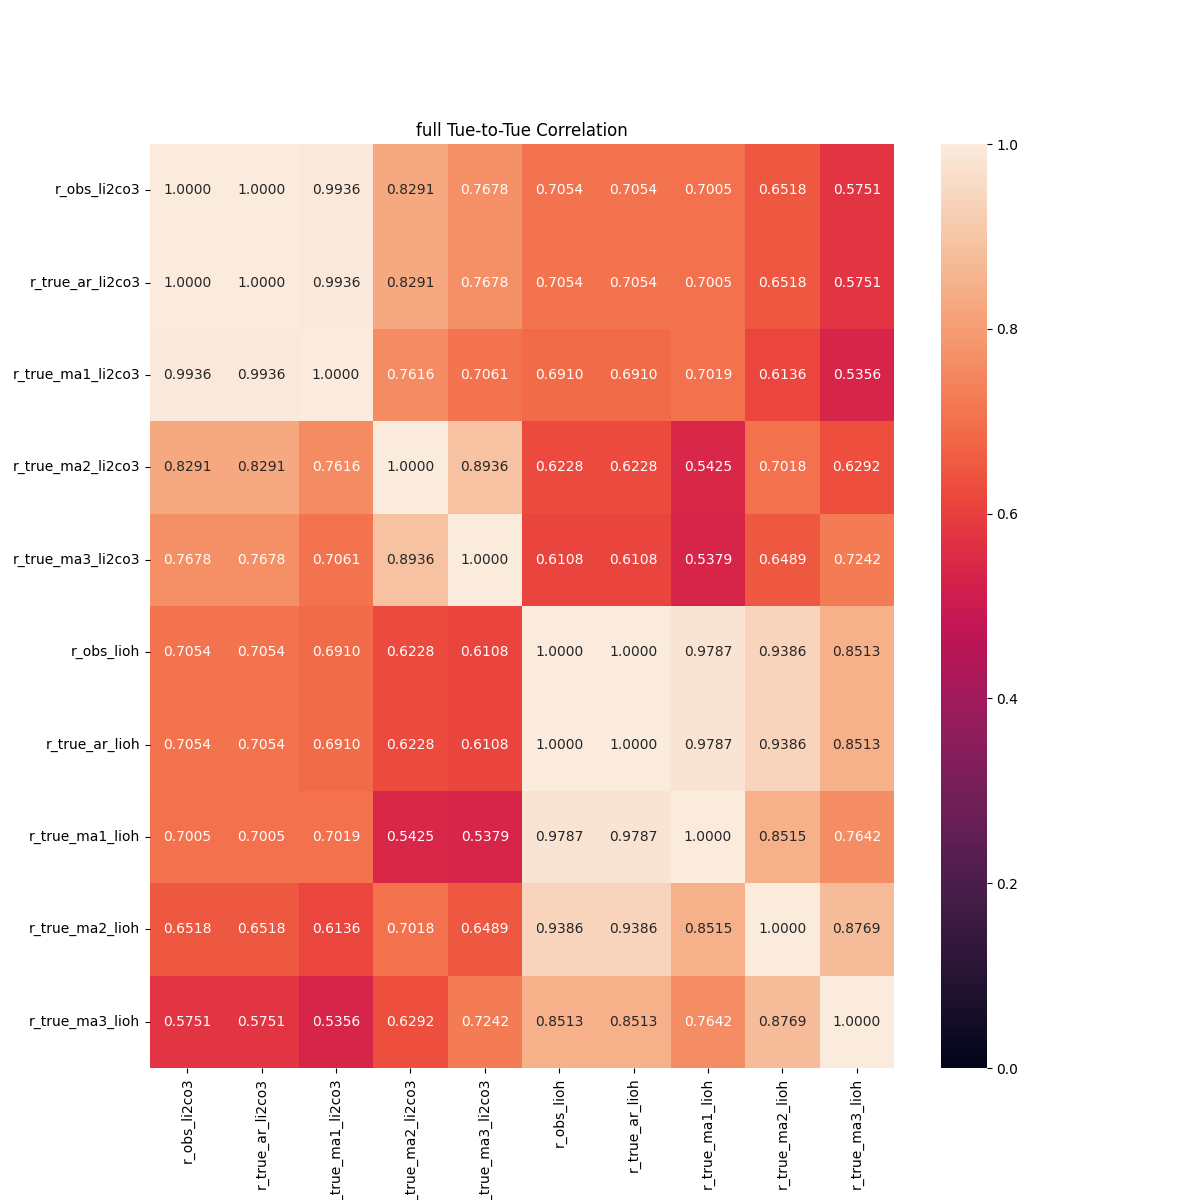 full Tue-to-Tue Correlation
r_obs_li2co3 1.0000 1.0000 0.9936 0.8291 0.7678 0.7054 0.7054 0.7005 0.6518 0.5751
r_true_ar_li2co3 1.0000 1.0000 0.9936 0.8291 0.7678 0.7054 0.7054 0.7005 0.6518 0.5751
r_true_ma1_li2co3 0.9936 0.9936 1.0000 0.7616 0.7061 0.6910 0.6910 0.7019 0.6136 0.5356
r_true_ma2_li2co3 0.8291 0.8291 0.7616 1.0000 0.8936 0.6228 0.6228 0.5425 0.7018 0.6292
r_true_ma3_li2co3 0.7678 0.7678 0.7061 0.8936 1.0000 0.6108 0.6108 0.5379 0.6489 0.7242
r_obs_lioh 0.7054 0.7054 0.6910 0.6228 0.6108 1.0000 1.0000 0.9787 0.9386 0.8513
r_true_ar_lioh 0.7054 0.7054 0.6910 0.6228 0.6108 1.0000 1.0000 0.9787 0.9386 0.8513
r_true_ma1_lioh 0.7005 0.7005 0.7019 0.5425 0.5379 0.9787 0.9787 1.0000 0.8515 0.7642
r_true_ma2_lioh 0.6518 0.6518 0.6136 0.7018 0.6489 0.9386 0.9386 0.8515 1.0000 0.8769
r_true_ma3_lioh 0.5751 0.5751 0.5356 0.6292 0.7242 0.8513 0.8513 0.7642 0.8769 1.0000
r_obs_li2co3
r_true_ar_li2co3
_true_ma1_li2co3
_true_ma2_li2co3
_true_ma3_li2co3
r_obs_lioh
r_true_ar_lioh
r_true_ma1_lioh
r_true_ma2_lioh
r_true_ma3_lioh
1.0
0.8
0.6
0.4
0.2
0.0